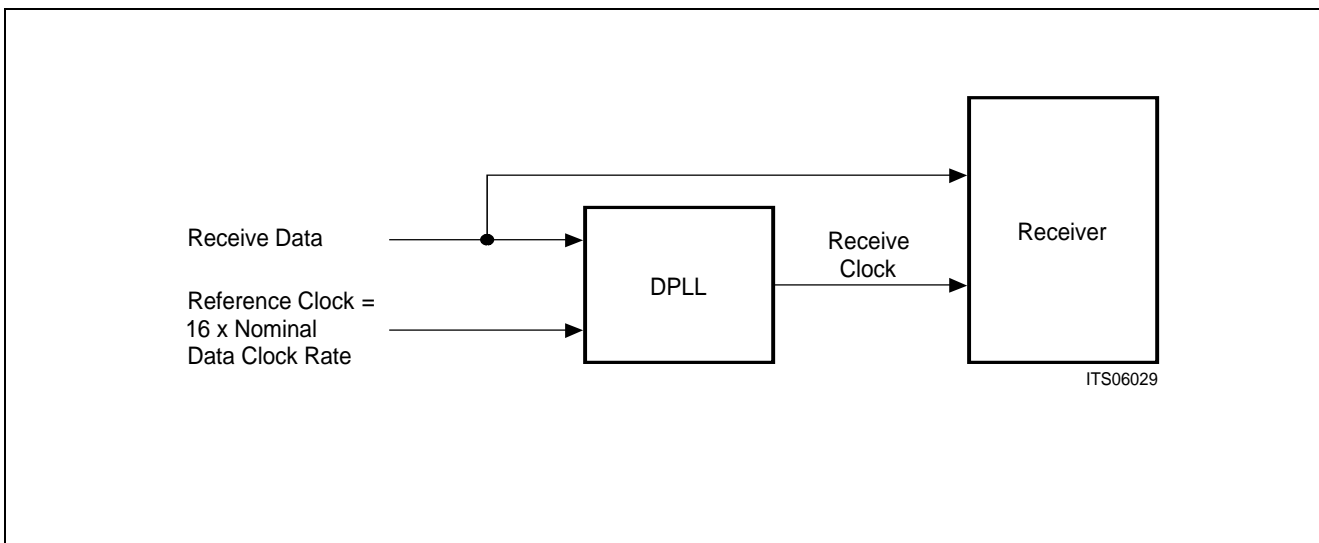 Receive Data
Reference Clock =
16 x Nominal
Data Clock Rate
DPLL
Receive
Clock
Receiver
ITS06029